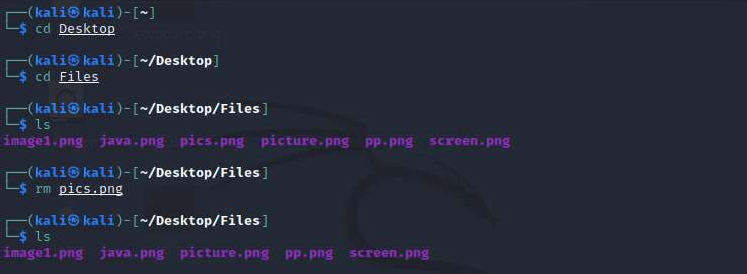 ┌──(kali㉿kali)-[~]
└─$ cd Desktop
┌──(kali㉿kali)-[~/Desktop]
└─$ cd Files
┌──(kali㉿kali)-[~/Desktop/Files]
└─$ ls
image1.png java.png pics.png picture.png pp.png screen.png
┌──(kali㉿kali)-[~/Desktop/Files]
└─$ rm pics.png
┌──(kali㉿kali)-[~/Desktop/Files]
└─$ ls
image1.png java.png picture.png pp.png screen.png